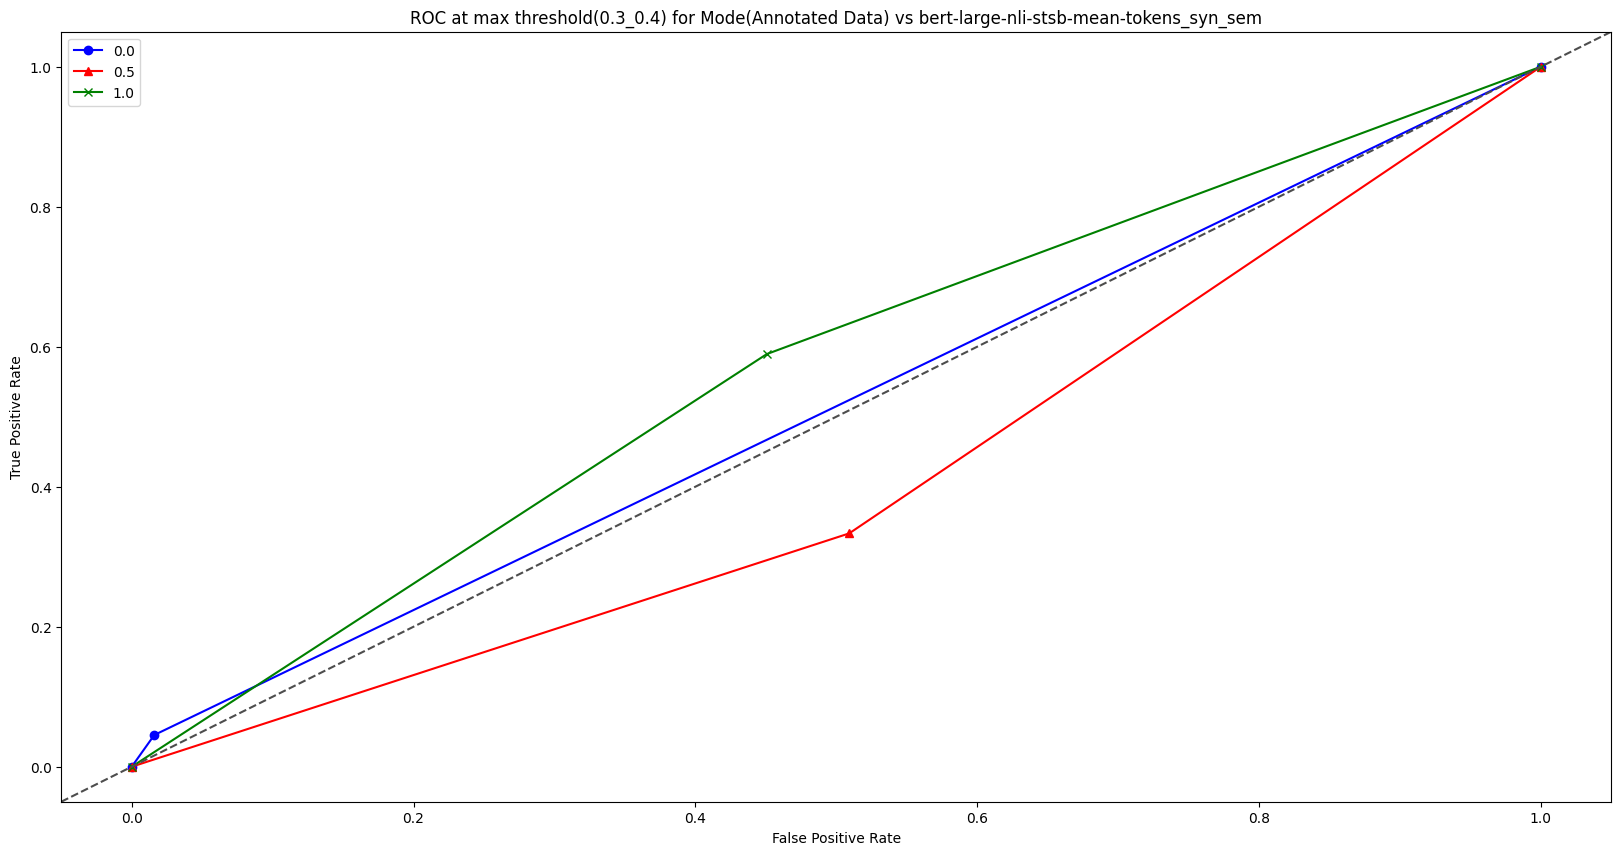 ROC at max threshold(0.3_0.4) for Mode(Annotated Data) vs bert-large-nli-stsb-mean-tokens_syn_sem
0.0
0.5
1.0
1.0
0.8
0.6
0.4
0.2
0.0
True Positive Rate
0.0 0.2 0.4 0.6 0.8 1.0
False Positive Rate